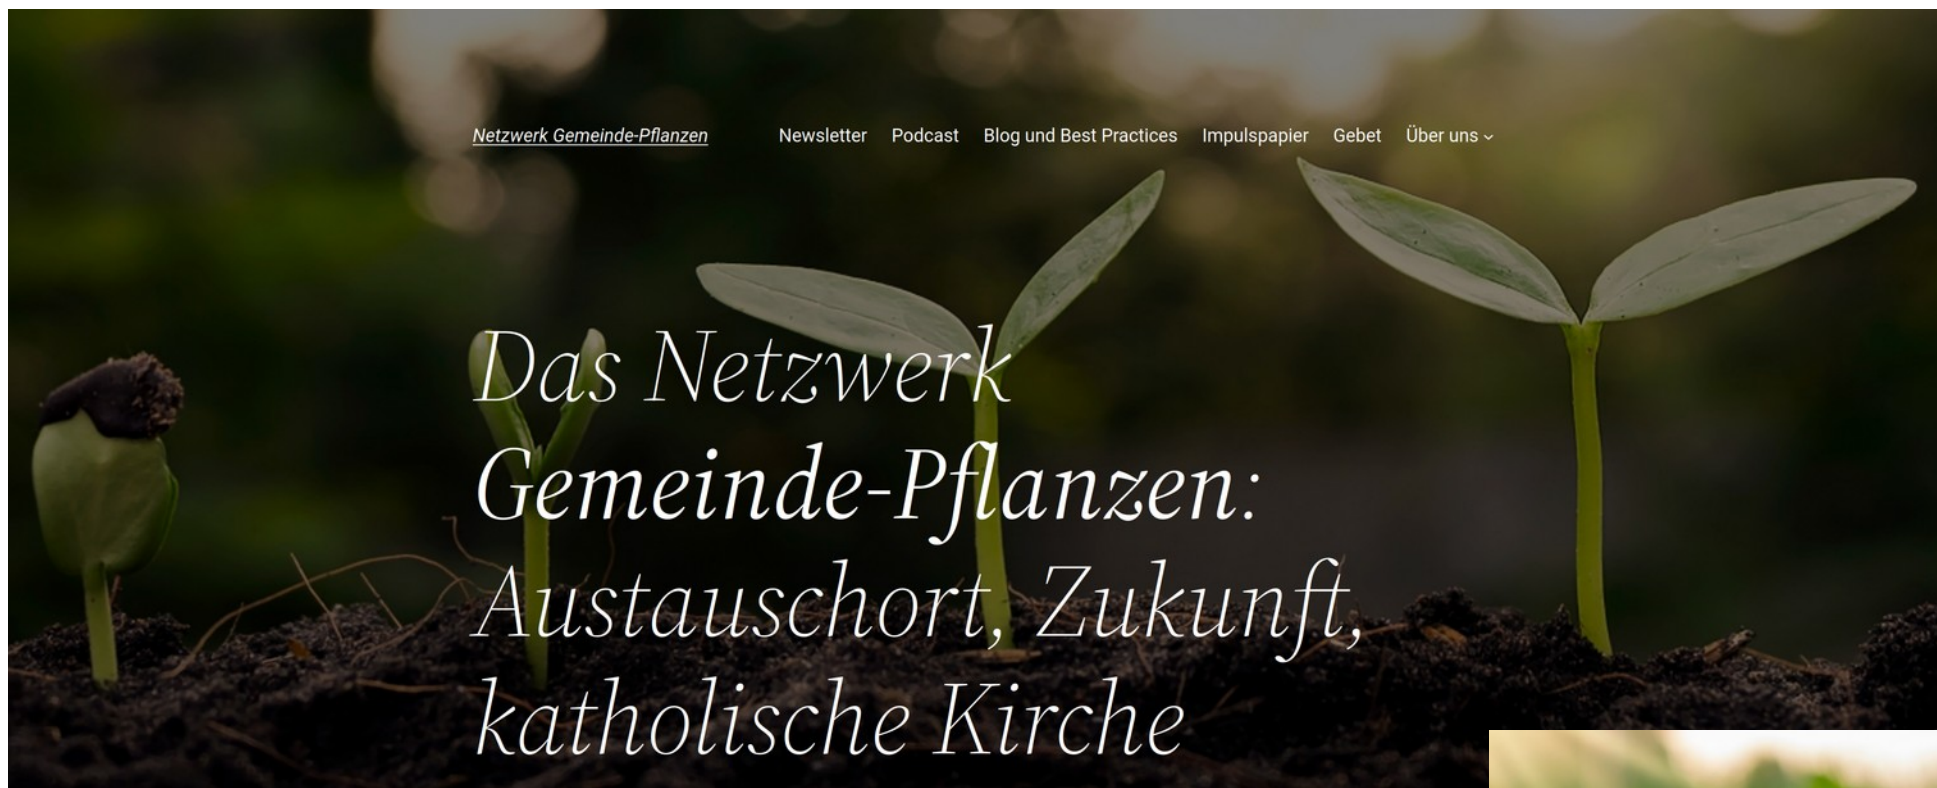 Netzwerk Gemeinde-Pflanzen Newsletter Podcast Blog und Best Practices Impulspapier Gebet Über uns
Das Netzwerk
Gemeinde-Pflanzen:
Austauschort, Zukunft,
katholische Kirche